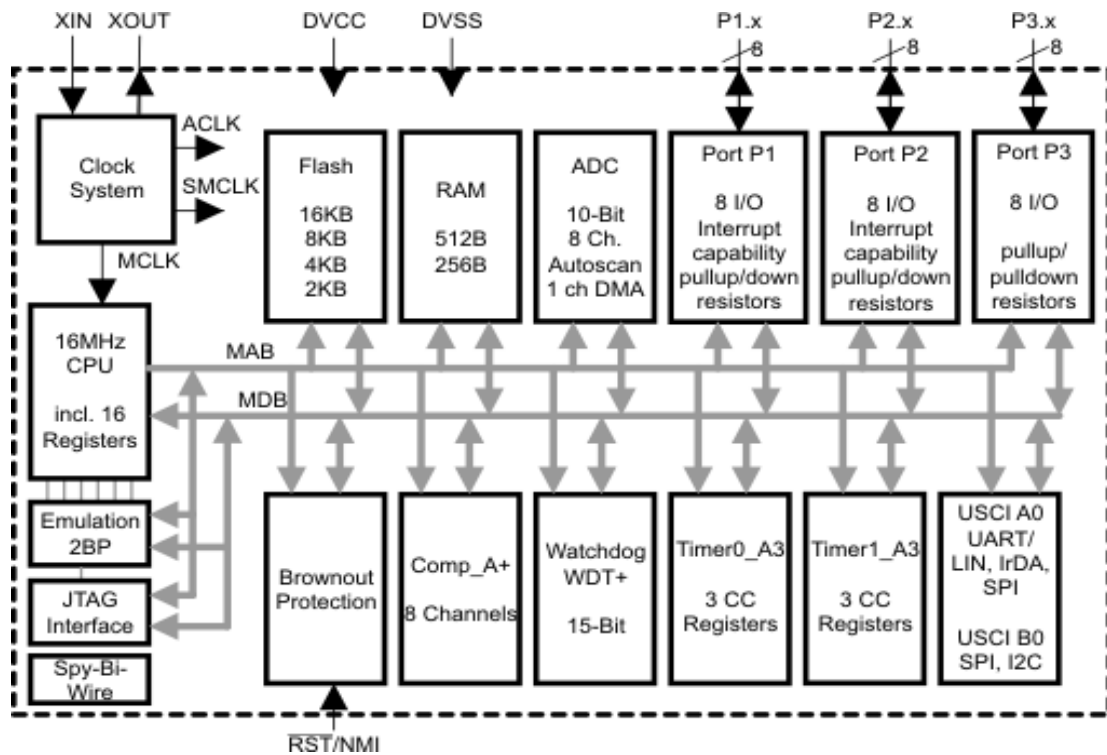 XIN XOUT DVCC DVSS P1.x P2.x P3.x
8 8 8
Clock
System
ACLK
SMCLK
MCLK
Flash
16KB
8KB
4KB
2KB
RAM
512B
256B
ADC
10-Bit
8 Ch.
Autoscan
1 ch DMA
Port P1
8 I/O
Interrupt
capability
pullup/down
resistors
Port P2
8 I/O
Interrupt
capability
pullup/down
resistors
Port P3
8 I/O
pullup/
pulldown
resistors
16MHz
CPU
incl. 16
Registers
MAB
MDB
Emulation
2BP
JTAG
Interface
Spy-Bi-
Wire
Brownout
Protection
Comp_A+
8 Channels
Watchdog
WDT+
15-Bit
Timer0_A3
3 CC
Registers
Timer1_A3
3 CC
Registers
USCI A0
UART/
LIN, IrDA,
SPI
USCI B0
SPI, I2C
RST/NMI